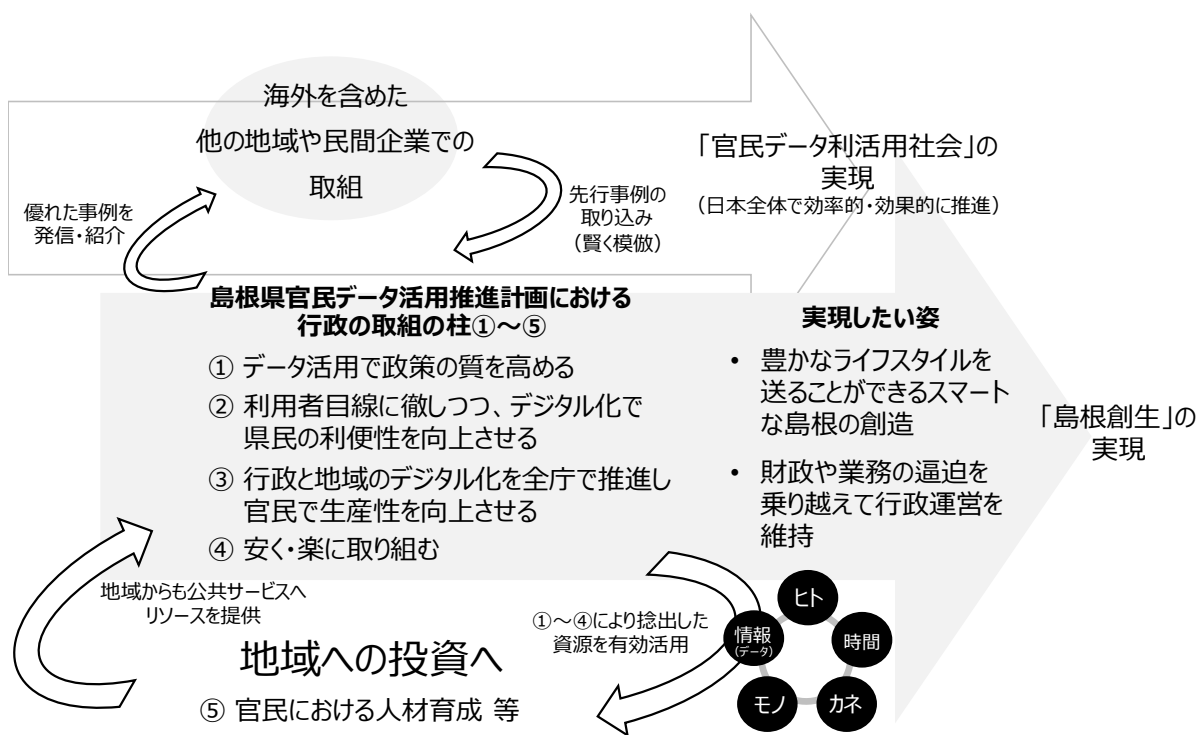 海外を含めた
他の地域や民間企業での
取組
「官民データ利活用社会」の
実現
（日本全体で効率的・効果的に推進）
優れた事例を
発信・紹介
先行事例の
取り込み
（賢く模倣）
島根県官民データ活用推進計画における
行政の取組の柱①～⑤
① データ活用で政策の質を高める
② 利用者目線に徹しつつ、デジタル化で
県民の利便性を向上させる
③ 行政と地域のデジタル化を全庁で推進し
官民で生産性を向上させる
④ 安く・楽に取り組む
実現したい姿
• 豊かなライフスタイルを
送ることができるスマート
な島根の創造
• 財政や業務の逼迫を
乗り越えて行政運営を
維持
「島根創生」の
実現
地域からも公共サービスへ
リソースを提供
①～④により捻出した
資源を有効活用
ヒト
情報
（データ）
時間
モノ
カネ
地域への投資へ
⑤ 官民における人材育成 等